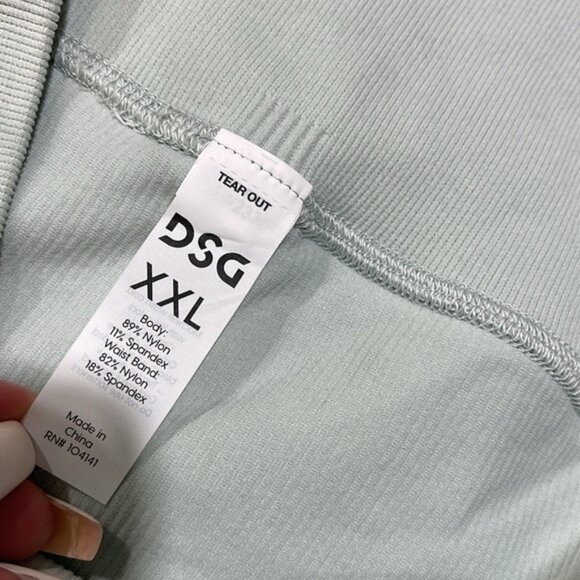 TEAR OUT
DSG
XXL
Body:
89% Nylon
11% Spandex
Waist Band:
82% Nylon
18% Spandex
Made in
China
RN# 104141